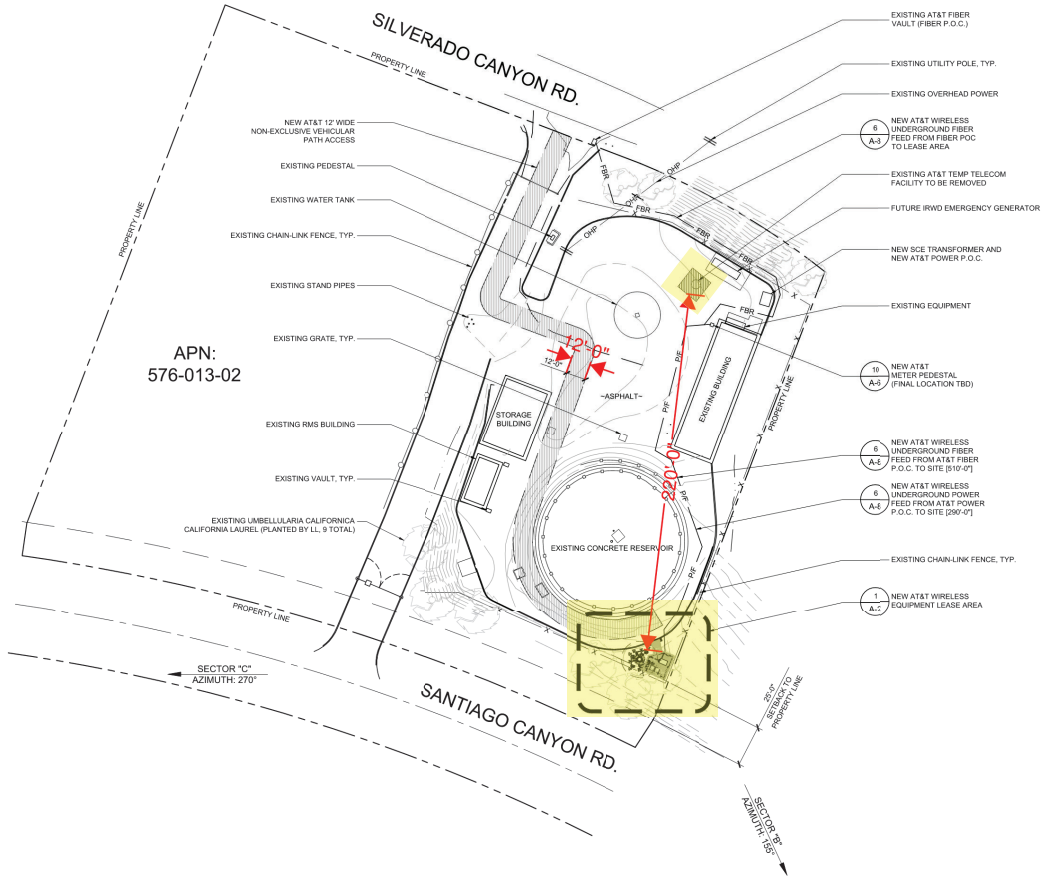 SILVERADO CANYON RD.
PROPERTY LINE
PROPERTY LINE
NEW AT&T 12' WIDE
NON-EXCLUSIVE VEHICULAR
PATH ACCESS
EXISTING PEDESTAL
EXISTING WATER TANK
EXISTING CHAIN-LINK FENCE, TYP.
EXISTING STAND PIPES
EXISTING GRATE, TYP.
APN:
576-013-02
EXISTING RMS BUILDING
EXISTING VAULT, TYP.
EXISTING UMBELLULARIA CALIFORNICA
CALIFORNIA LAUREL (PLANTED BY LL, 9 TOTAL)
PROPERTY LINE
SECTOR "C"
AZIMUTH: 270°
SANTIAGO CANYON RD.
FBR
OHP
OHP
FBR
OHP
FBR
FBR
FBR
12'-0"
12'-0"
~ASPHALT~
P/F
P/F
P/F
P/F
P/F
220'-0"
STORAGE
BUILDING
EXISTING BUILDING
PROPERTY LINE
EXISTING CONCRETE RESERVOIR
EXISTING AT&T FIBER
VAULT (FIBER P.O.C.)
EXISTING UTILITY POLE, TYP.
EXISTING OVERHEAD POWER
6
NEW AT&T WIRELESS
UNDERGROUND FIBER
FEED FROM FIBER POC
TO LEASE AREA
EXISTING AT&T TEMP TELECOM
FACILITY TO BE REMOVED
FUTURE IRWD EMERGENCY GENERATOR
NEW SCE TRANSFORMER AND
NEW AT&T POWER P.O.C.
EXISTING EQUIPMENT
10
NEW AT&T
METER PEDESTAL
(FINAL LOCATION TBD)
6
NEW AT&T WIRELESS
UNDERGROUND FIBER
FEED FROM AT&T FIBER
P.O.C. TO SITE [510'-0"]
6
NEW AT&T WIRELESS
UNDERGROUND POWER
FEED FROM AT&T POWER
P.O.C. TO SITE [290'-0"]
EXISTING CHAIN-LINK FENCE, TYP.
1
NEW AT&T WIRELESS
EQUIPMENT LEASE AREA
25'-0"
SETBACK TO
PROPERTY LINE
SECTOR "B"
AZIMUTH: 155°